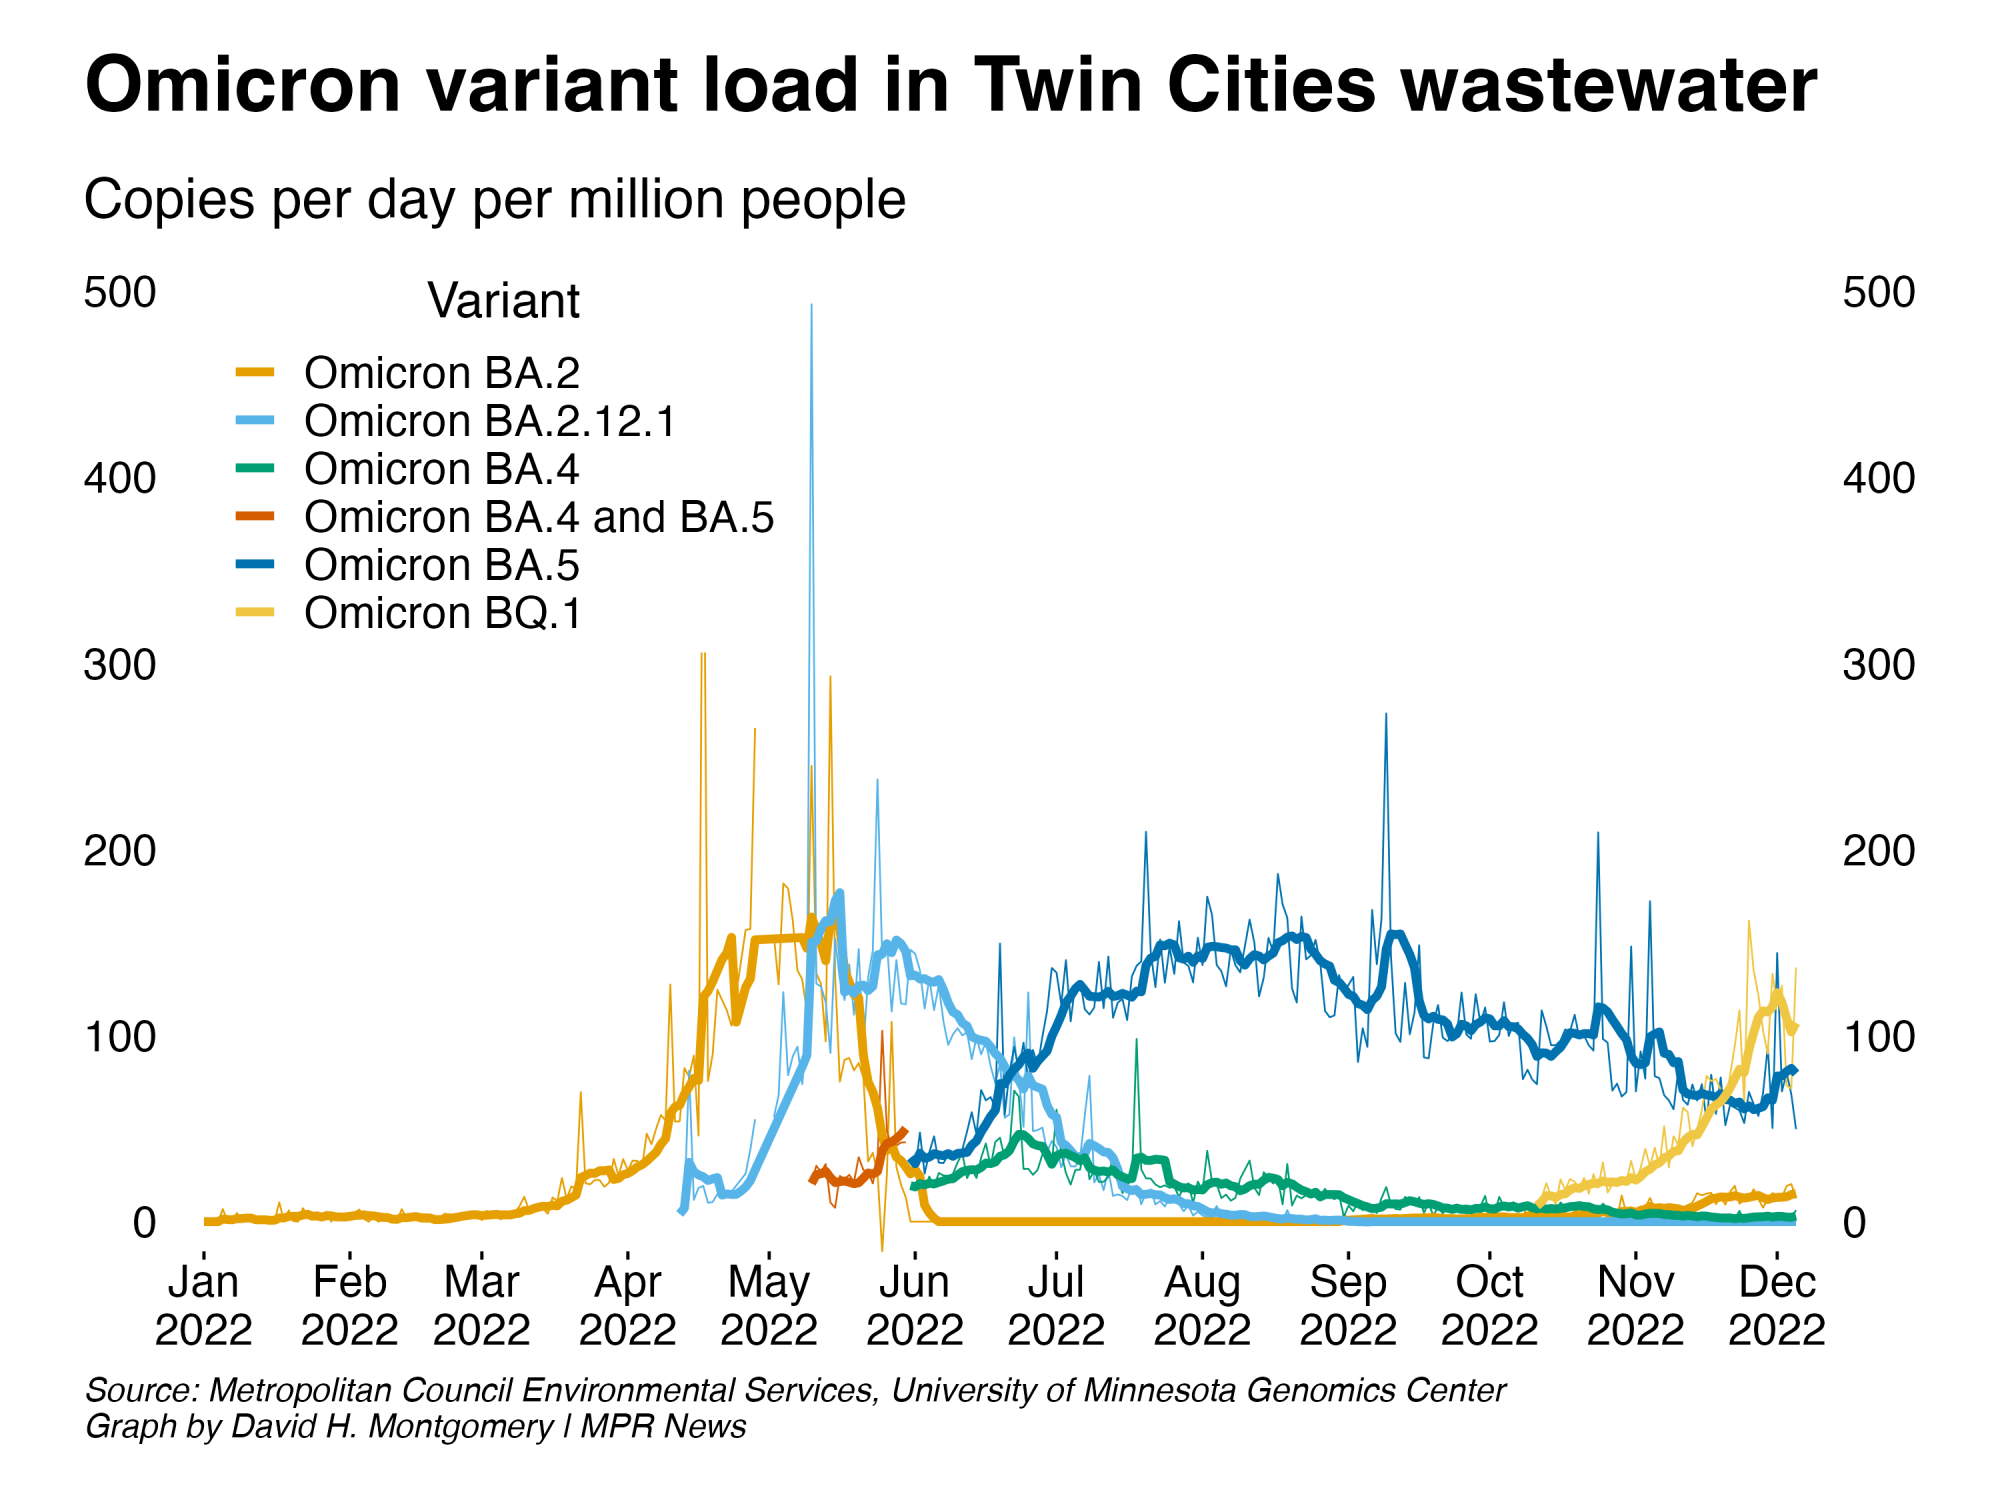 Omicron variant load in Twin Cities wastewater
Copies per day per million people
500
400
300
200
100
0
Variant
Omicron BA.2
Omicron BA.2.12.1
Omicron BA.4
Omicron BA.4 and BA.5
Omicron BA.5
Omicron BQ.1
500
400
300
200
100
0
Jan Feb Mar Apr May Jun Jul Aug Sep Oct Nov Dec
2022 2022 2022 2022 2022 2022 2022 2022 2022 2022 2022 2022
Source: Metropolitan Council Environmental Services, University of Minnesota Genomics Center
Graph by David H. Montgomery | MPR News